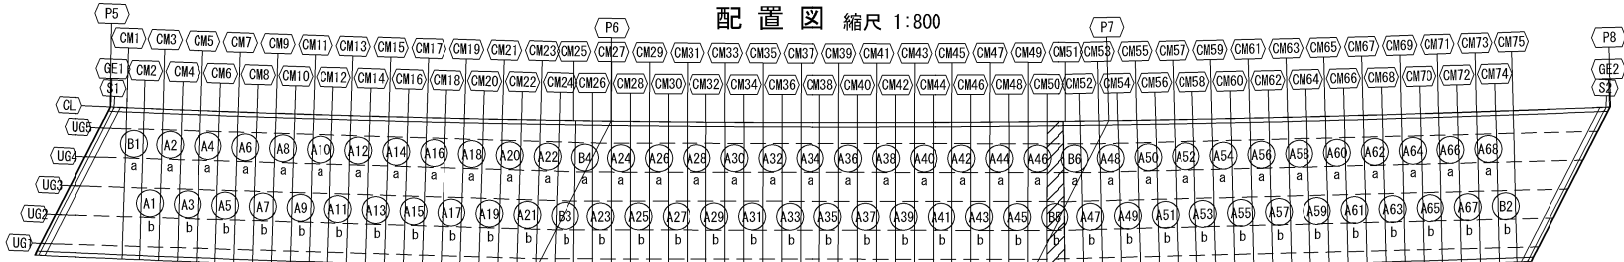 配置図 縮尺 1:800
P5 P6 P7 P8
CM1 CM3 CM5 CM7 CM9 CM11 CM13 CM15 CM17 CM19 CM21 CM23 CM25 CM27 CM29 CM31 CM33 CM35 CM37 CM39 CM41 CM43 CM45 CM47 CM49 CM51 CM53 CM55 CM57 CM59 CM61 CM63 CM65 CM67 CM69 CM71 CM73 CM75
GE1 CM2 CM4 CM6 CM8 CM10 CM12 CM14 CM16 CM18 CM20 CM22 CM24 CM26 CM28 CM30 CM32 CM34 CM36 CM38 CM40 CM42 CM44 CM46 CM48 CM50 CM52 CM54 CM56 CM58 CM60 CM62 CM64 CM66 CM68 CM70 CM72 CM74 GE2
S1 S2
CL
UG5
B1 A2 A4 A6 A8 A10 A12 A14 A16 A18 A20 A22 B4 A24 A26 A28 A30 A32 A34 A36 A38 A40 A42 A44 A46 B6 A48 A50 A52 A54 A56 A58 A60 A62 A64 A66 A68
UG4
a a a a a a a a a a a a a a a a a a a a a a a a a a a a a a a a a a a a a
UG3
A1 A3 A5 A7 A9 A11 A13 A15 A17 A19 A21 B3 A23 A25 A27 A29 A31 A33 A35 A37 A39 A41 A43 A45 B5 A47 A49 A51 A53 A55 A57 A59 A61 A63 A65 A67 B2
UG2
b b b b b b b b b b b b b b b b b b b b b b b b b b b b b b b b b b b b b
UG1